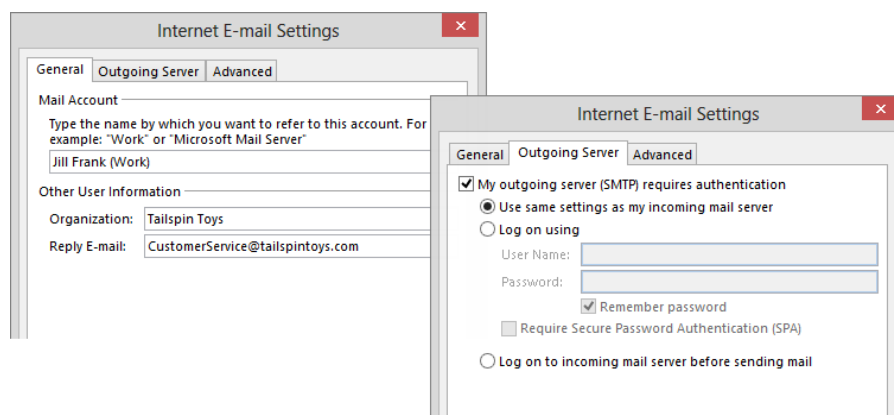 Internet E-mail Settings
General
Outgoing Server
Advanced
Mail Account
Type the name by which you want to refer to this account. For
example: "Work" or "Microsoft Mail Server"
Jill Frank (Work)
Other User Information
Organization:
Tailspin Toys
Reply E-mail:
CustomerService@tailspintoys.com
Internet E-mail Settings
General
Outgoing Server
Advanced
My outgoing server (SMTP) requires authentication
Use same settings as my incoming mail server
Log on using
User Name:
Password:
Remember password
Require Secure Password Authentication (SPA)
Log on to incoming mail server before sending mail